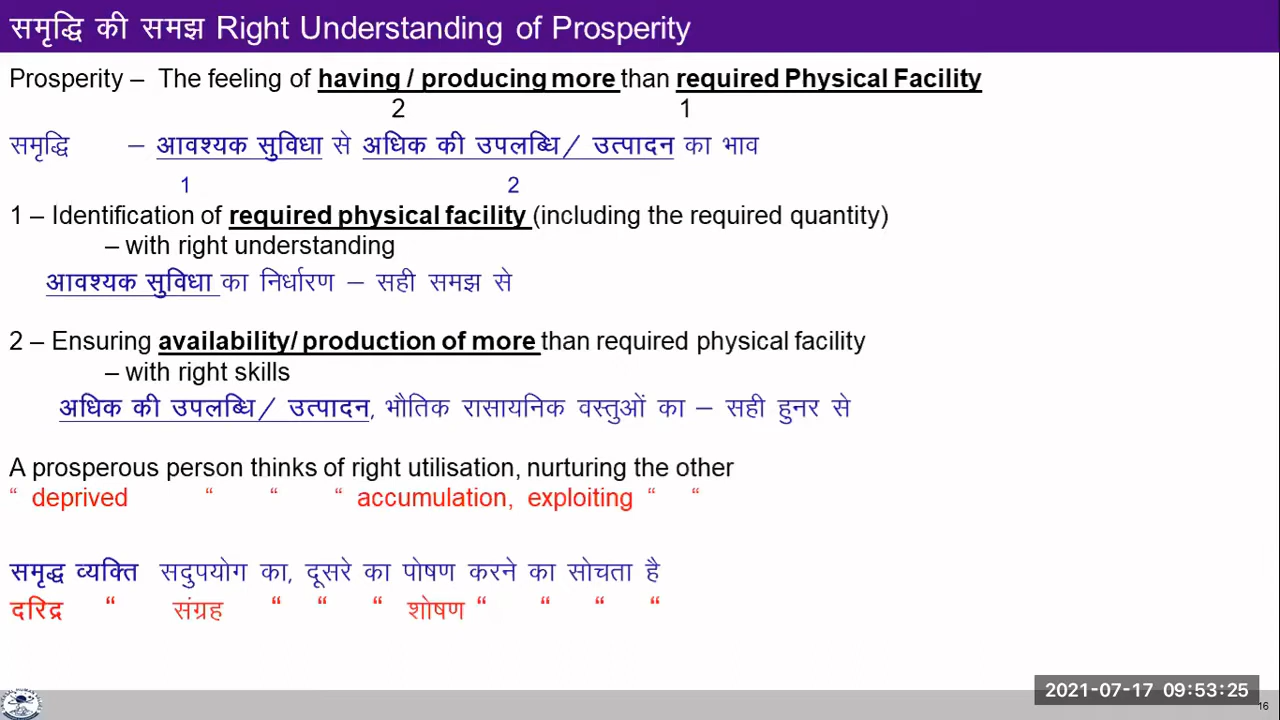 समृद्धि की समझ Right Understanding of Prosperity
Prosperity – The feeling of having / producing more than required Physical Facility
2 1
समृद्धि – आवश्यक सुविधा से अधिक की उपलब्धि/ उत्पादन का भाव
1 2
1 – Identification of required physical facility (including the required quantity)
– with right understanding
आवश्यक सुविधा का निर्धारण – सही समझ से
2 – Ensuring availability/ production of more than required physical facility
– with right skills
अधिक की उपलब्धि/ उत्पादन, भौतिक रासायनिक वस्तुओं का – सही हुनर से
A prosperous person thinks of right utilisation, nurturing the other
“ deprived “ “ “ accumulation, exploiting “ “
समृद्ध व्यक्ति सदुपयोग का, दूसरे का पोषण करने का सोचता है
दरिद्र “ संग्रह “ “ “ शोषण “ “ “ “
2021-07-17 09:53:25
16